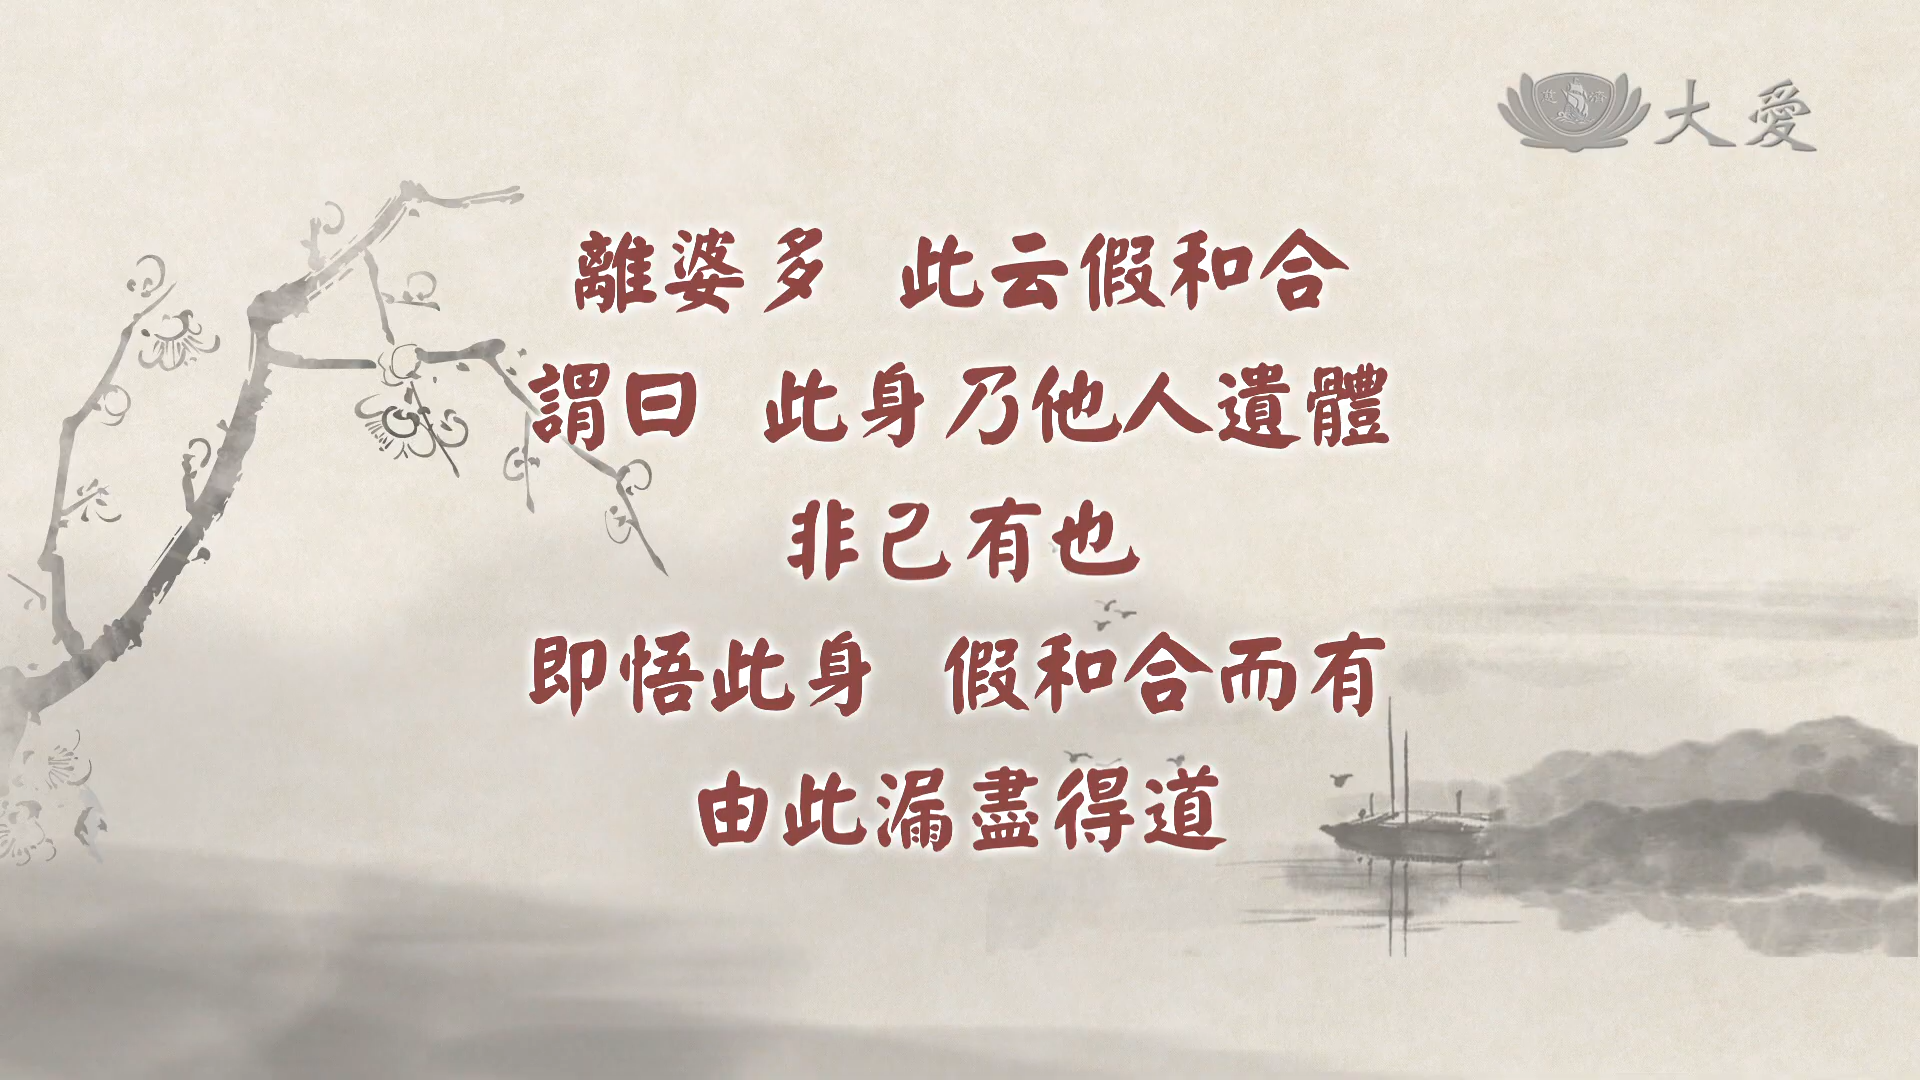 大愛
慈濟
離婆多 此云假和合
謂曰 此身乃他人遺體
非己有也
即悟此身 假和合而有
由此漏盡得道